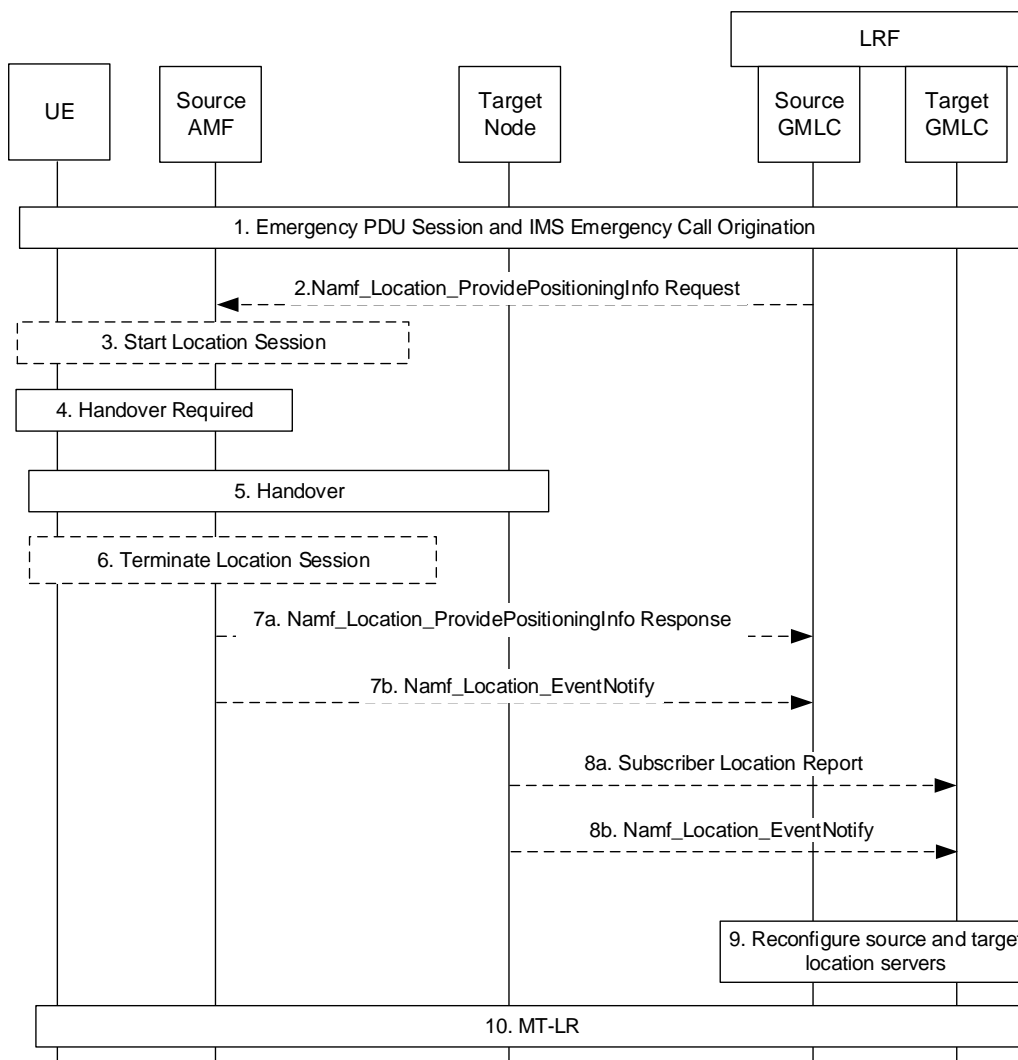 LRF
UE
Source
AMF
Target
Node
Source
GMLC
Target
GMLC
1. Emergency PDU Session and IMS Emergency Call Origination
2.Namf_Location_ProvidePositioningInfo Request
3. Start Location Session
4. Handover Required
5. Handover
6. Terminate Location Session
7a. Namf_Location_ProvidePositioningInfo Response
7b. Namf_Location_EventNotify
8a. Subscriber Location Report
8b. Namf_Location_EventNotify
9. Reconfigure source and target
location servers
10. MT-LR